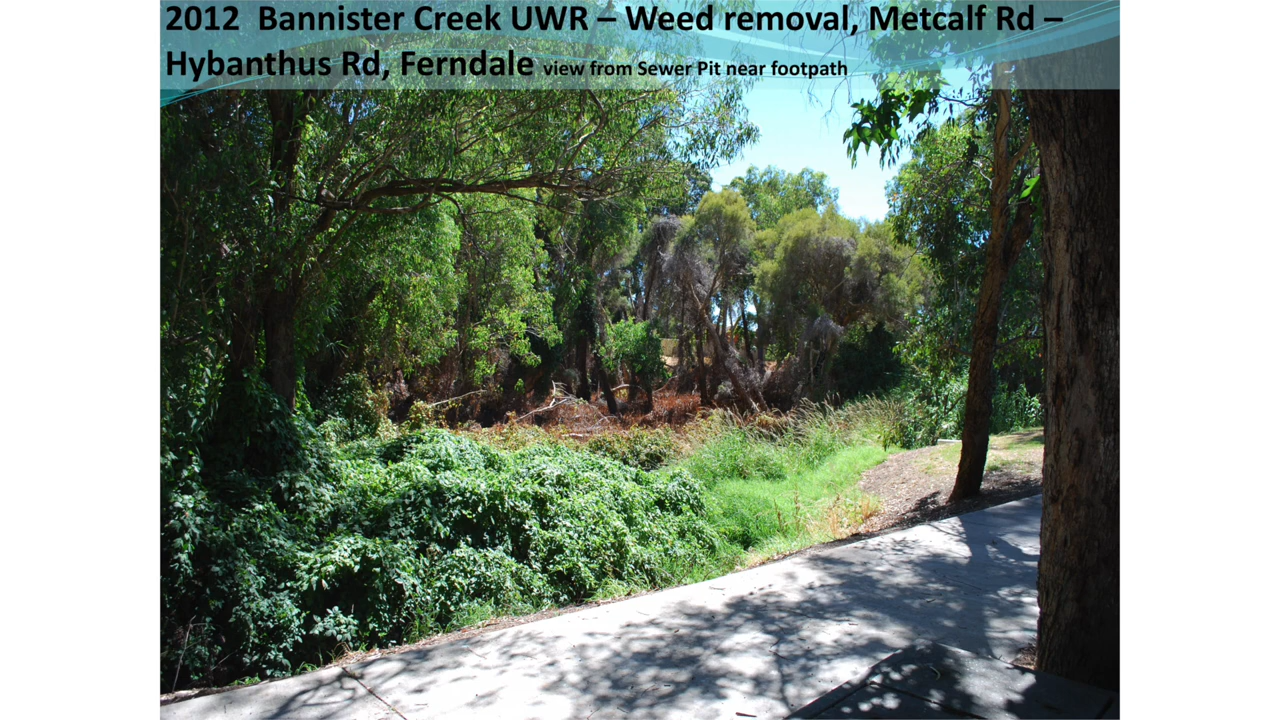 2012  Bannister Creek UWR – Weed removal, Metcalf Rd –
Hybanthus Rd, Ferndale view from Sewer Pit near footpath